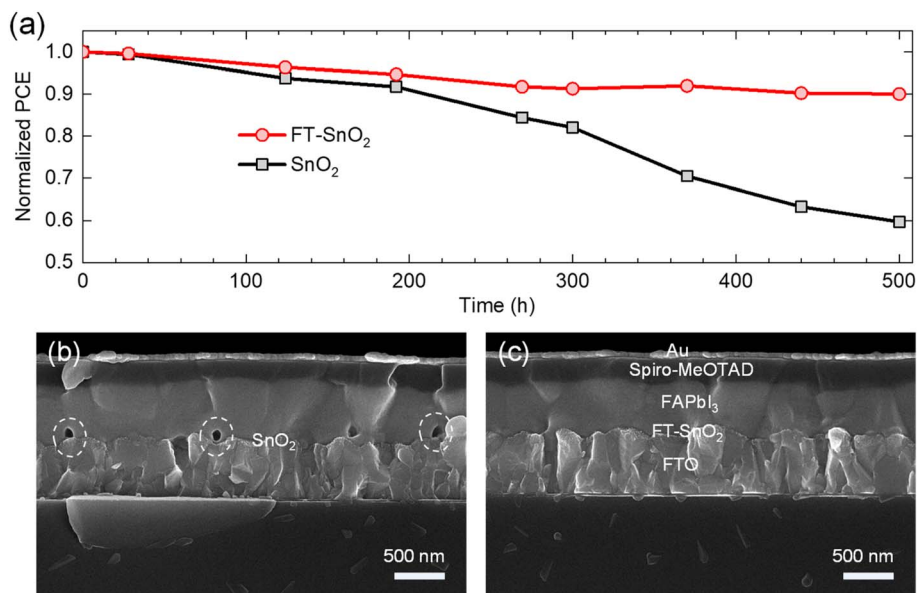 (a)
Normalized PCE
1.0
0.9
0.8
0.7
0.6
0.5
FT-SnO₂
SnO₂
0 100 200 300 400 500
Time (h)
(b)
SnO₂
500 nm
(c)
Au
Spiro-MeOTAD
FAPbI₃
FT-SnO₂
FTO
500 nm